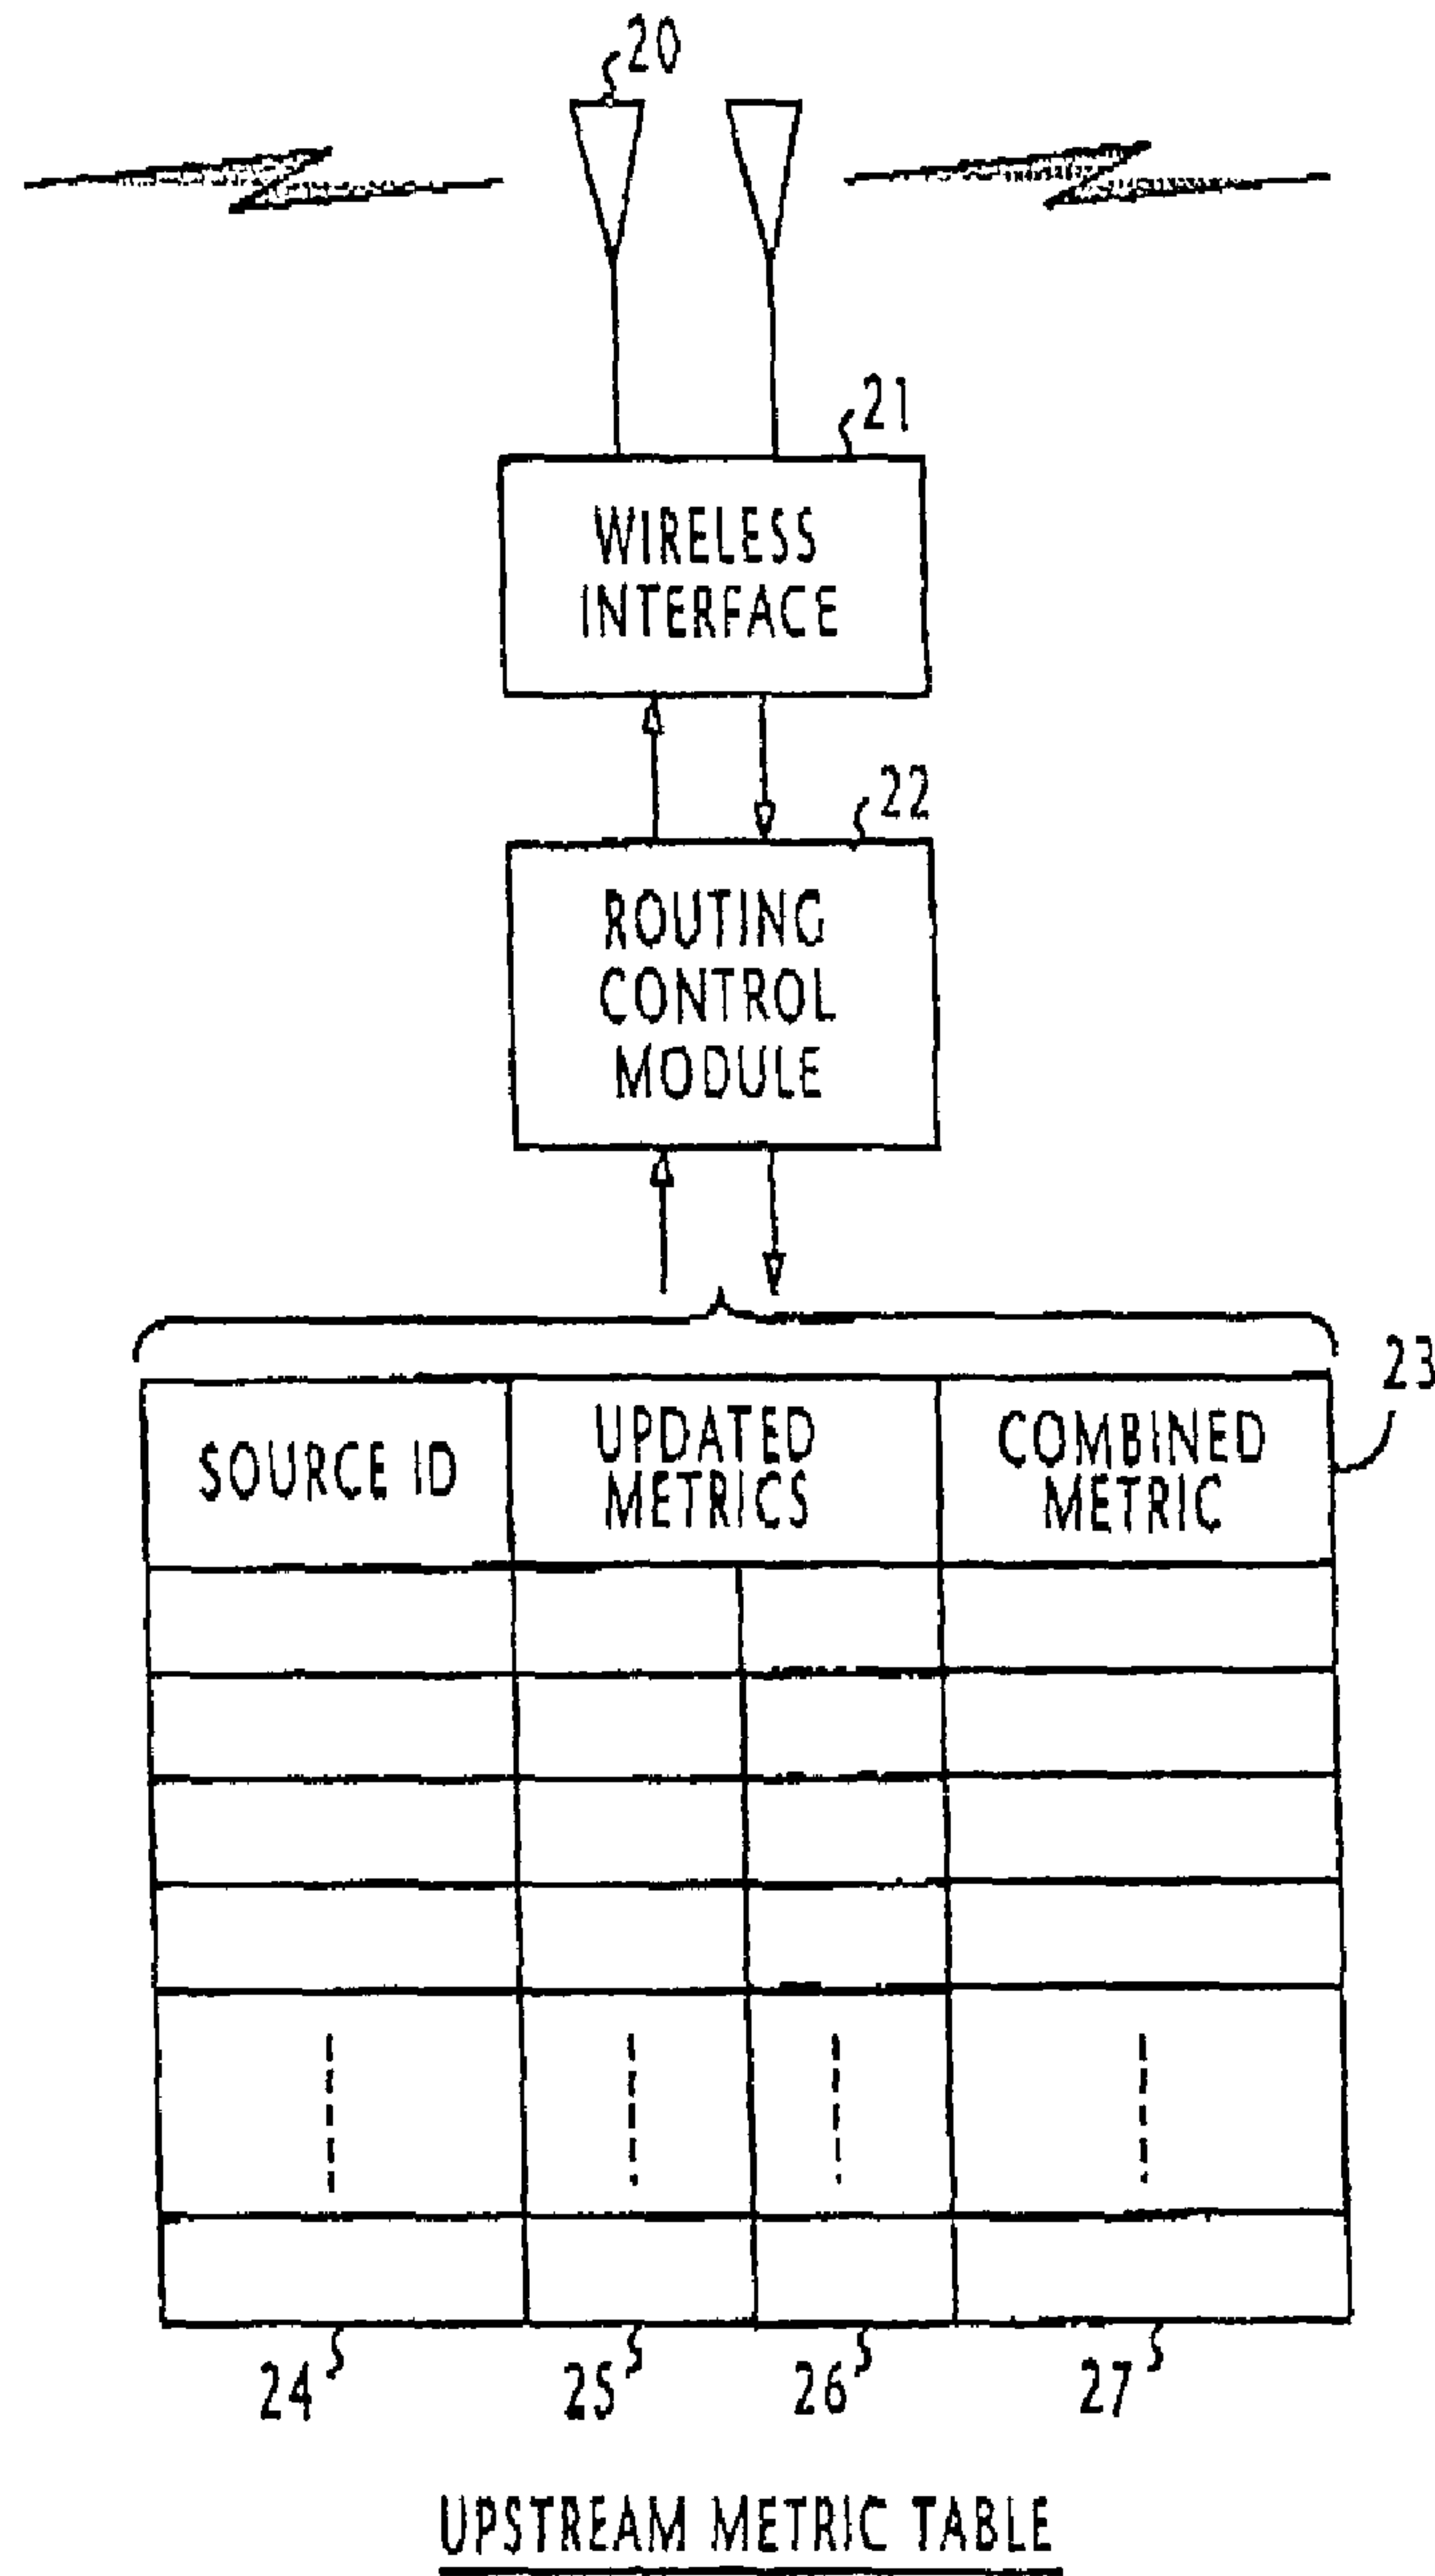 20
21
WIRELESS
INTERFACE
22
ROUTING
CONTROL
MODULE
23
SOURCE ID
UPDATED
METRICS
COMBINED
METRIC
24
25
26
27
UPSTREAM METRIC TABLE